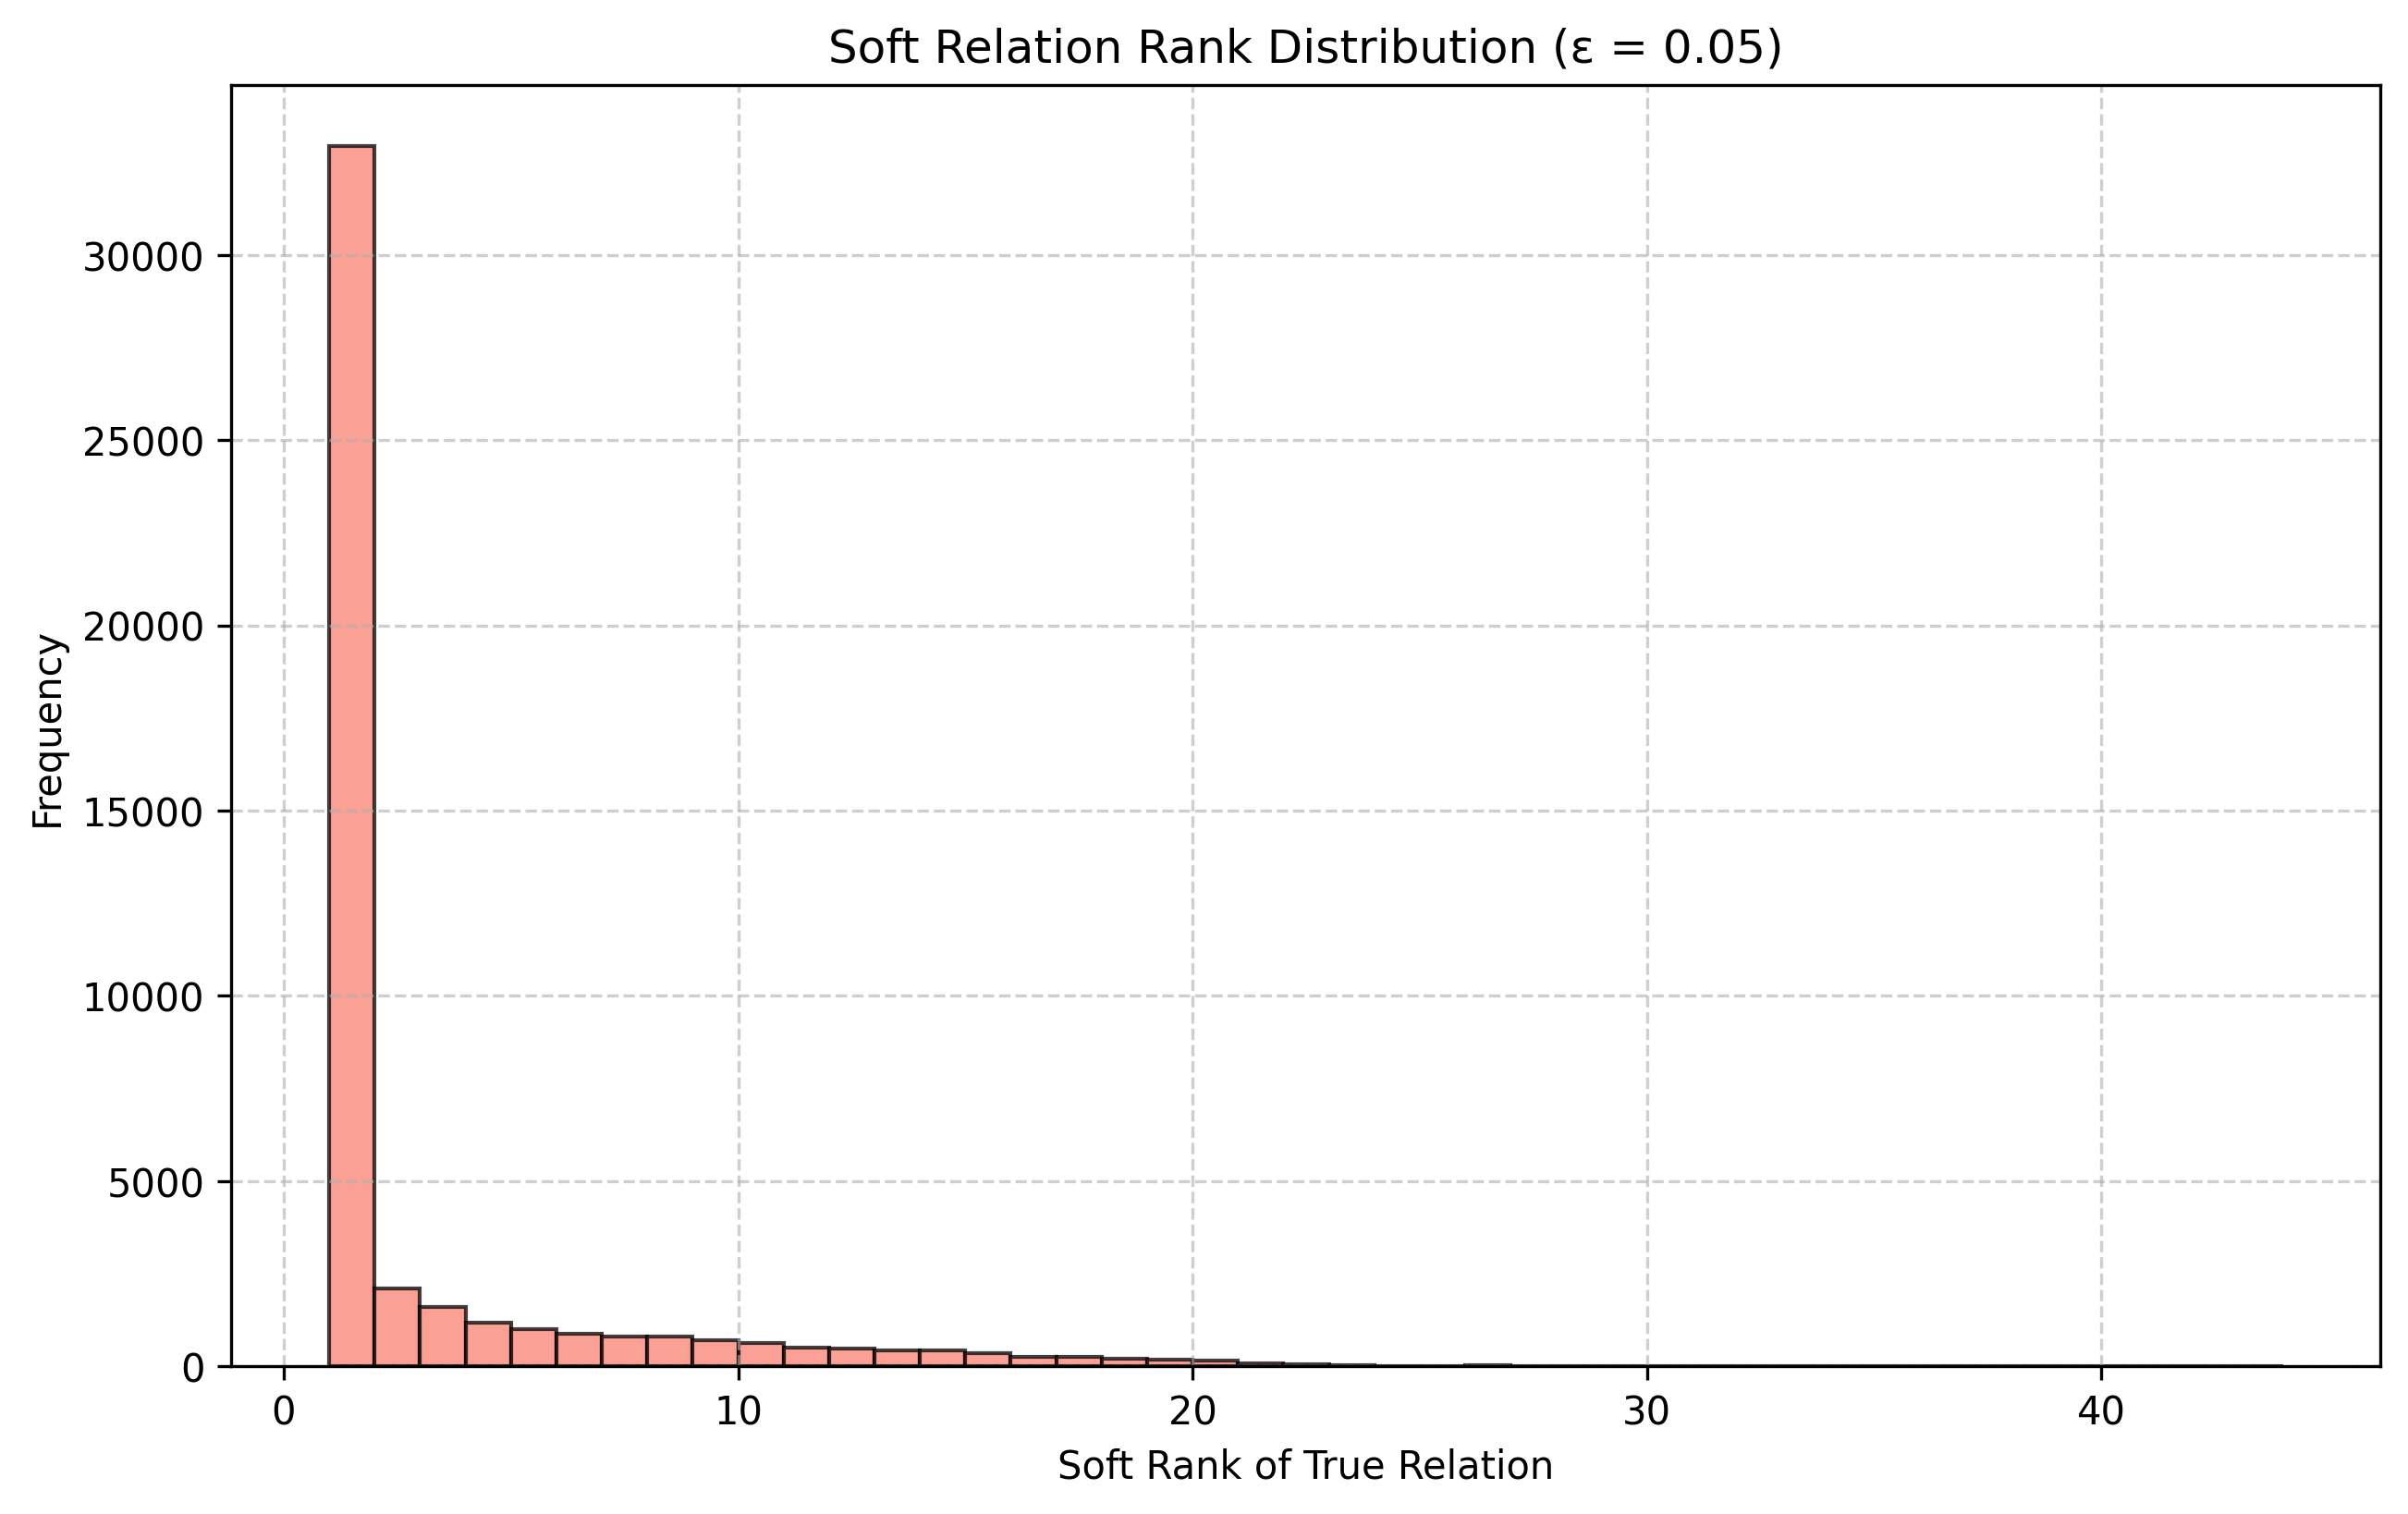 Soft Relation Rank Distribution (ε = 0.05)
Frequency
30000
25000
20000
15000
10000
5000
0
0 10 20 30 40
Soft Rank of True Relation